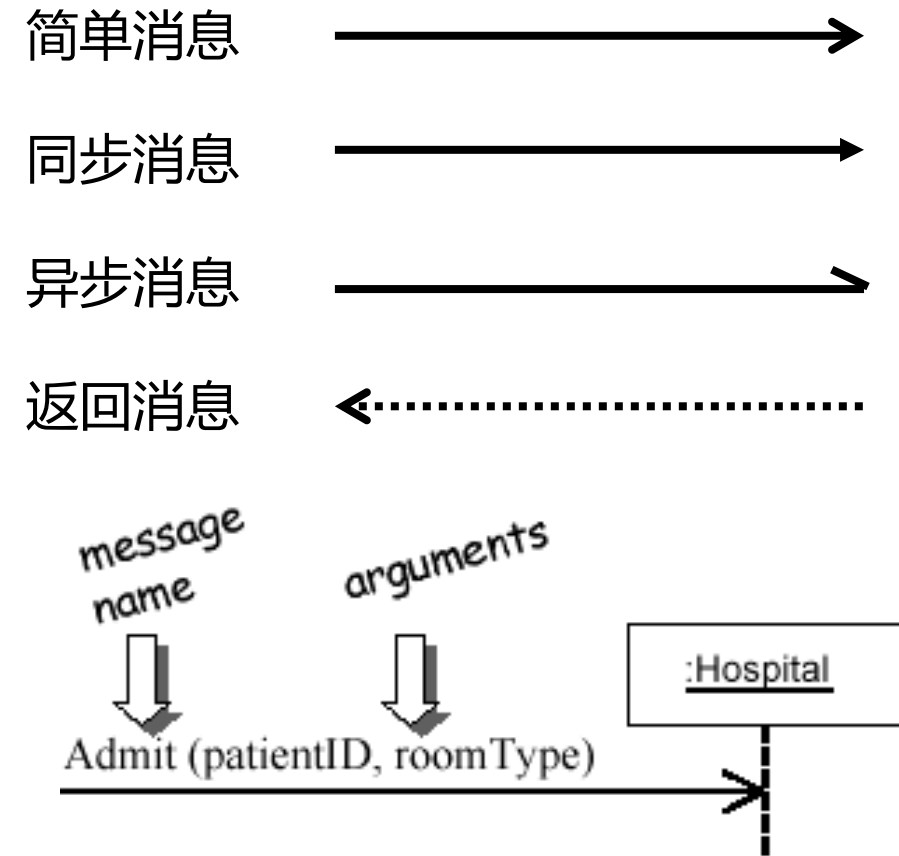 简单消息
同步消息
异步消息
返回消息
message
name
arguments
:Hospital
Admit (patientID, roomType)